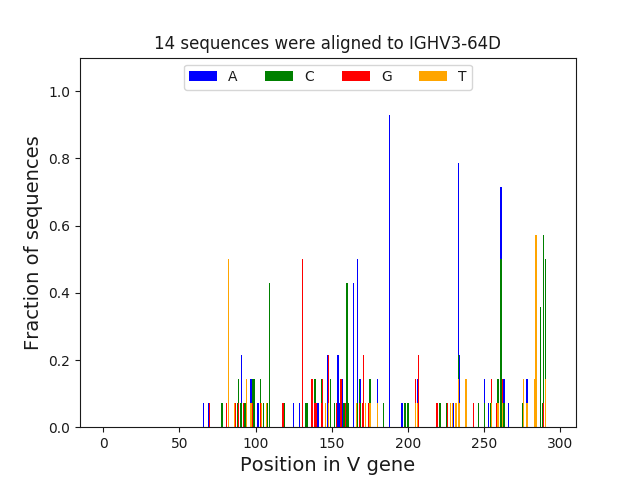 14 sequences were aligned to IGHV3-64D
A C G T
1.0
0.8
0.6
0.4
0.2
0.0
Fraction of sequences
0 50 100 150 200 250 300
Position in V gene